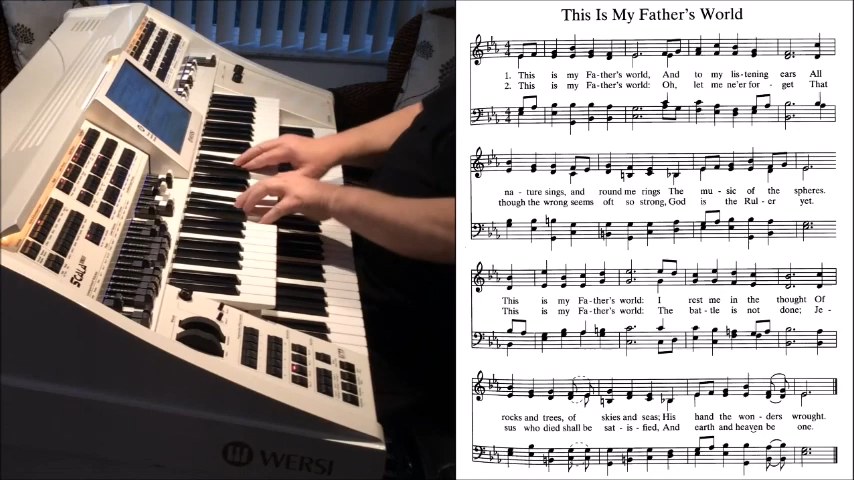 This Is My Father's World
1. This is my Fa-ther's world, And to my lis-tening ears All
2. This is my Fa-ther's world: Oh, let me ne'er for - get That
na - ture sings, and round me rings The mu - sic of the spheres.
though the wrong seems oft so strong, God is the Rul - er yet.
This is my Fa-ther's world: I rest me in the thought Of
This is my Fa-ther's world: The bat - tle is not done; Je -
rocks and trees, of skies and seas; His hand the won - ders wrought.
sus who died shall be sat - is - fied, And earth and heaven be one.
WERSI